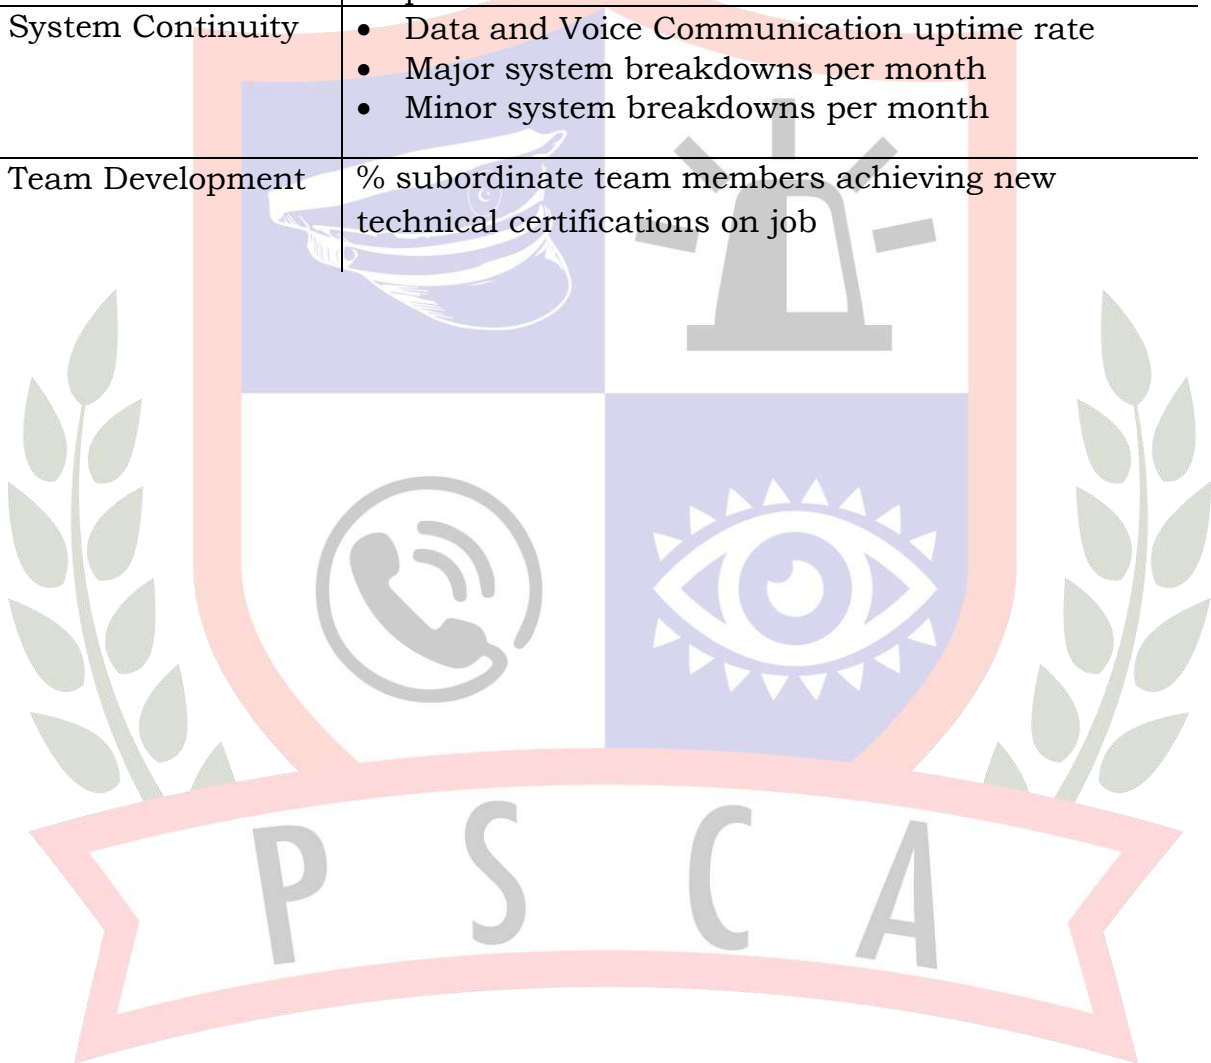 System Continuity
• Data and Voice Communication uptime rate
• Major system breakdowns per month
• Minor system breakdowns per month
Team Development
% subordinate team members achieving new
technical certifications on job
P S C A